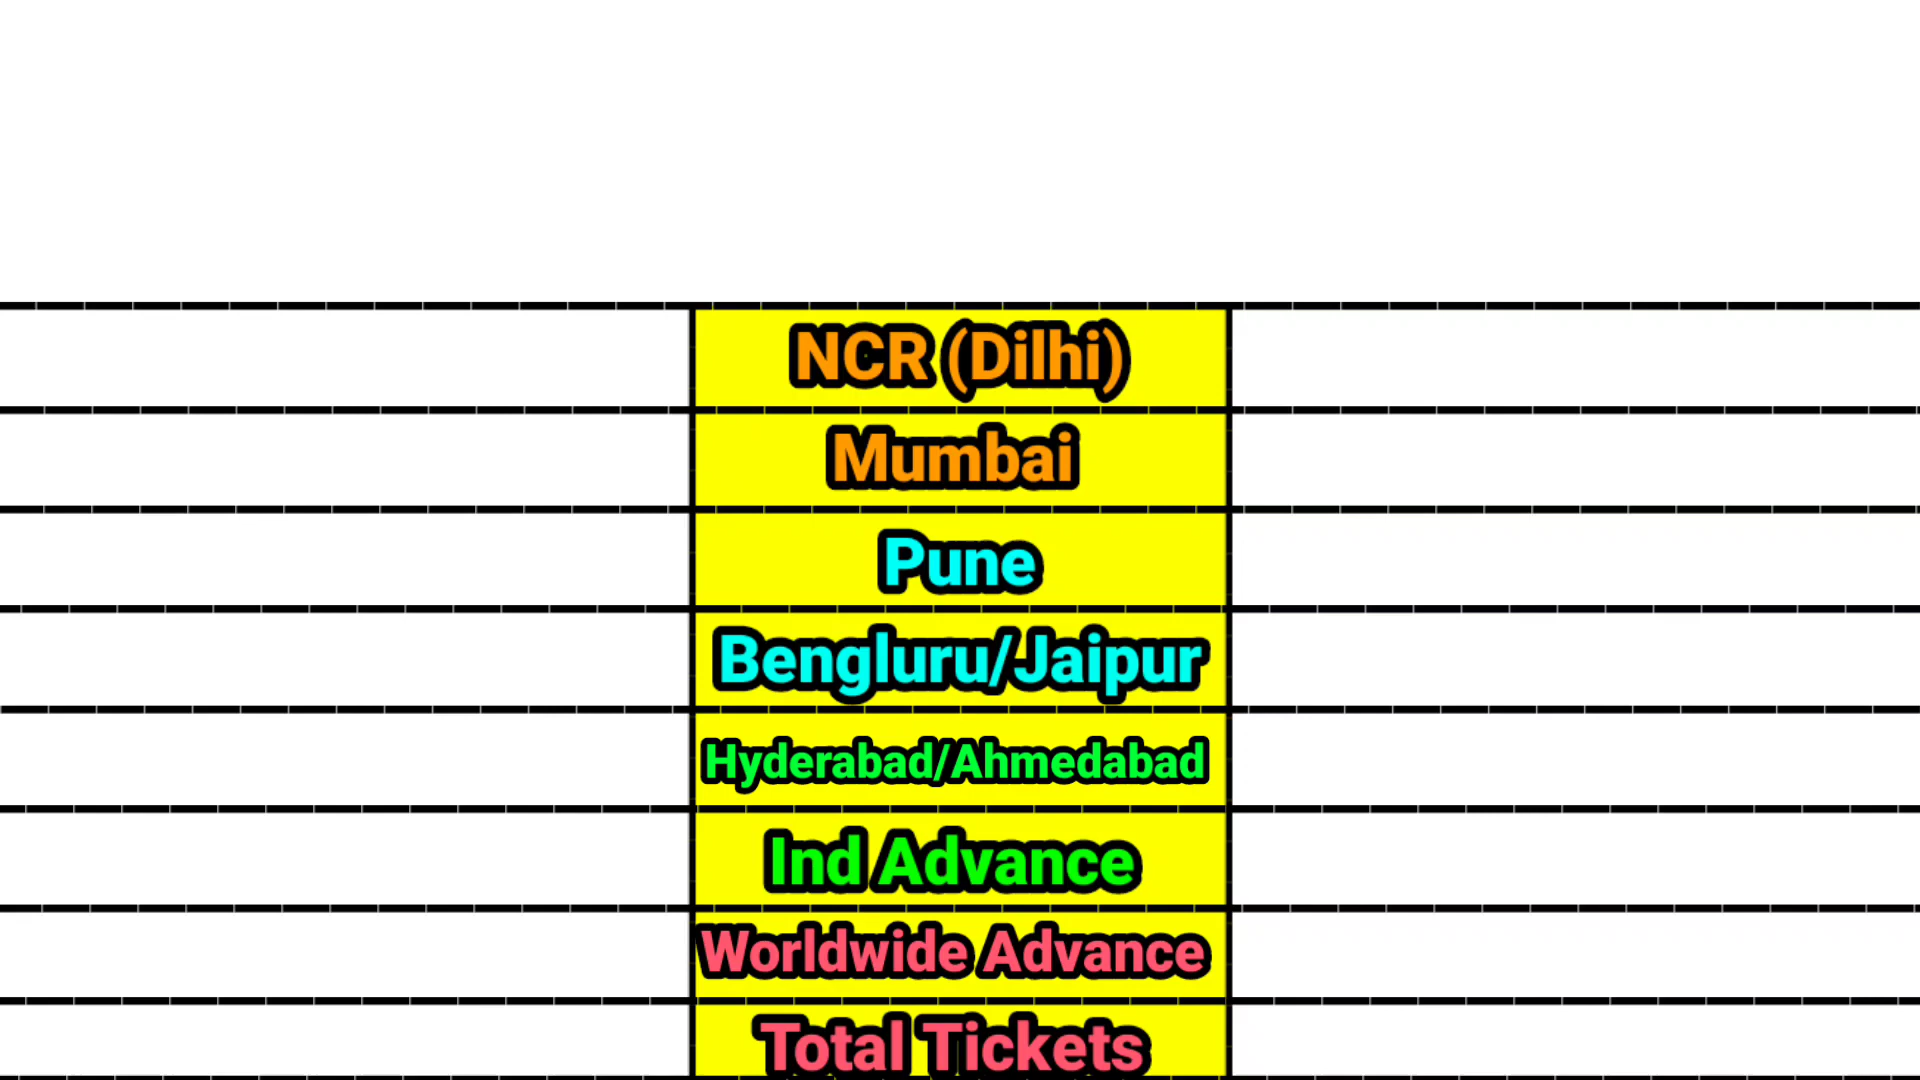 NCR (Dilhi)
Mumbai
Pune
Bengluru/Jaipur
Hyderabad/Ahmedabad
Ind Advance
Worldwide Advance
Total Tickets